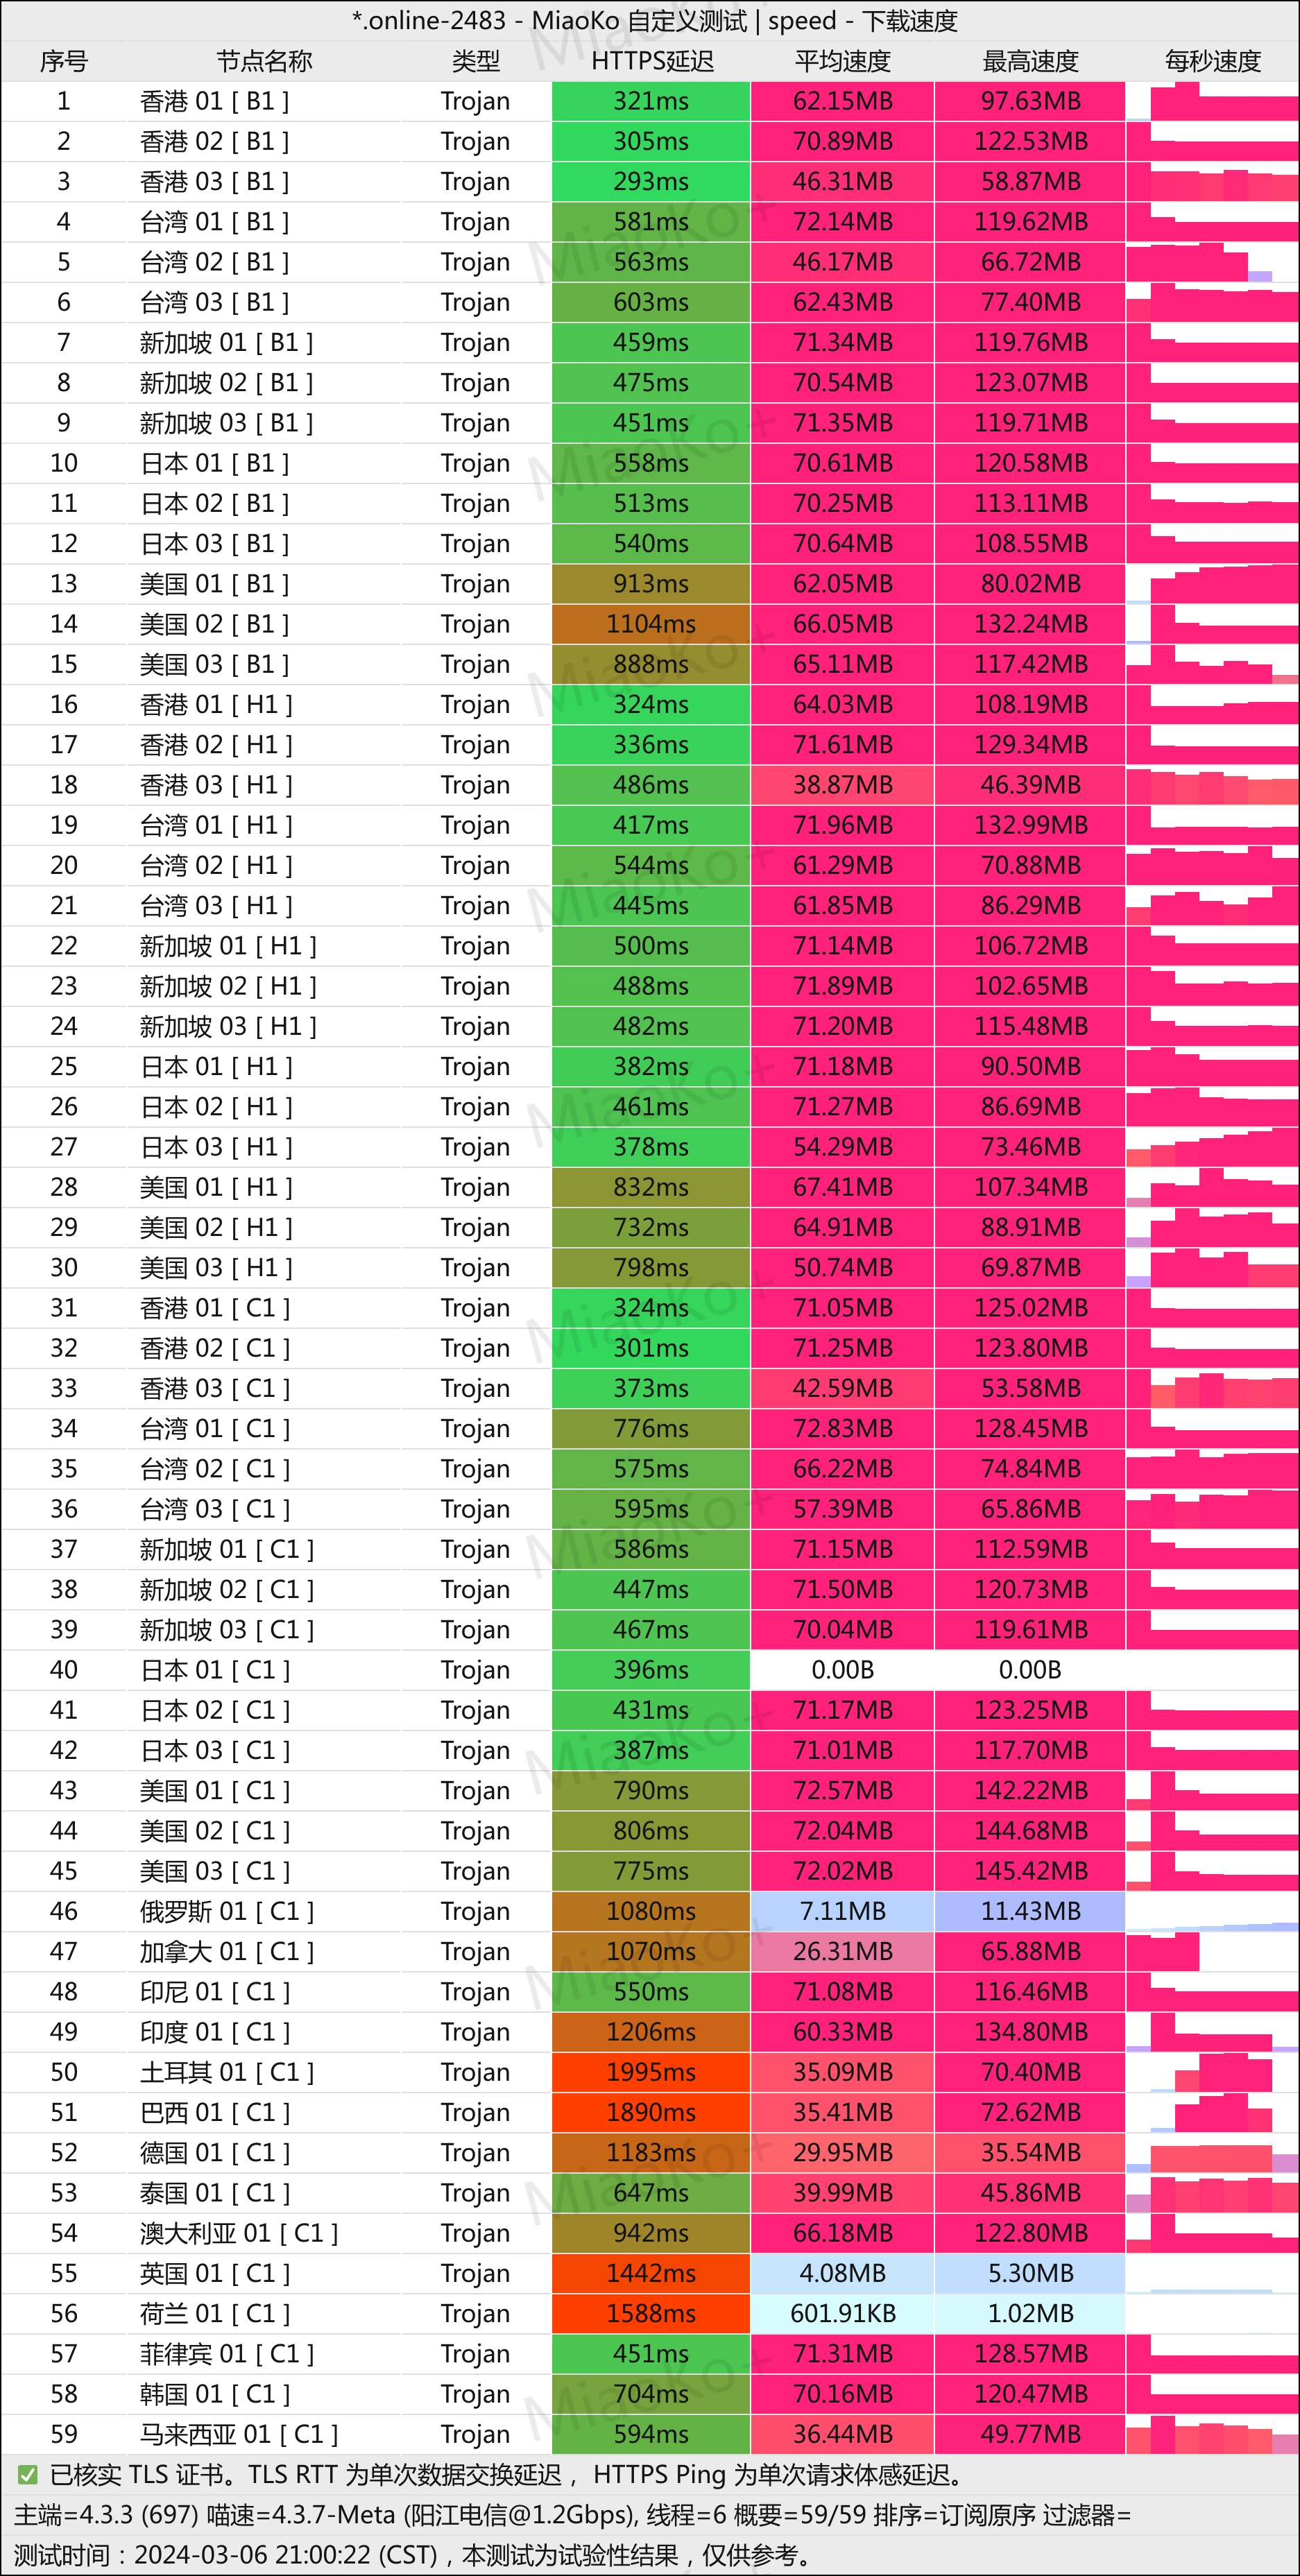 *.online-2483 - MiaoKo 自定义测试 | speed - 下载速度
序号 节点名称 类型 HTTPS延迟 平均速度 最高速度 每秒速度
1 香港 01 [ B1 ] Trojan 321ms 62.15MB 97.63MB
2 香港 02 [ B1 ] Trojan 305ms 70.89MB 122.53MB
3 香港 03 [ B1 ] Trojan 293ms 46.31MB 58.87MB
4 台湾 01 [ B1 ] Trojan 581ms 72.14MB 119.62MB
5 台湾 02 [ B1 ] Trojan 563ms 46.17MB 66.72MB
6 台湾 03 [ B1 ] Trojan 603ms 62.43MB 77.40MB
7 新加坡 01 [ B1 ] Trojan 459ms 71.34MB 119.76MB
8 新加坡 02 [ B1 ] Trojan 475ms 70.54MB 123.07MB
9 新加坡 03 [ B1 ] Trojan 451ms 71.35MB 119.71MB
10 日本 01 [ B1 ] Trojan 558ms 70.61MB 120.58MB
11 日本 02 [ B1 ] Trojan 513ms 70.25MB 113.11MB
12 日本 03 [ B1 ] Trojan 540ms 70.64MB 108.55MB
13 美国 01 [ B1 ] Trojan 913ms 62.05MB 80.02MB
14 美国 02 [ B1 ] Trojan 1104ms 66.05MB 132.24MB
15 美国 03 [ B1 ] Trojan 888ms 65.11MB 117.42MB
16 香港 01 [ H1 ] Trojan 324ms 64.03MB 108.19MB
17 香港 02 [ H1 ] Trojan 336ms 71.61MB 129.34MB
18 香港 03 [ H1 ] Trojan 486ms 38.87MB 46.39MB
19 台湾 01 [ H1 ] Trojan 417ms 71.96MB 132.99MB
20 台湾 02 [ H1 ] Trojan 544ms 61.29MB 70.88MB
21 台湾 03 [ H1 ] Trojan 445ms 61.85MB 86.29MB
22 新加坡 01 [ H1 ] Trojan 500ms 71.14MB 106.72MB
23 新加坡 02 [ H1 ] Trojan 488ms 71.89MB 102.65MB
24 新加坡 03 [ H1 ] Trojan 482ms 71.20MB 115.48MB
25 日本 01 [ H1 ] Trojan 382ms 71.18MB 90.50MB
26 日本 02 [ H1 ] Trojan 461ms 71.27MB 86.69MB
27 日本 03 [ H1 ] Trojan 378ms 54.29MB 73.46MB
28 美国 01 [ H1 ] Trojan 832ms 67.41MB 107.34MB
29 美国 02 [ H1 ] Trojan 732ms 64.91MB 88.91MB
30 美国 03 [ H1 ] Trojan 798ms 50.74MB 69.87MB
31 香港 01 [ C1 ] Trojan 324ms 71.05MB 125.02MB
32 香港 02 [ C1 ] Trojan 301ms 71.25MB 123.80MB
33 香港 03 [ C1 ] Trojan 373ms 42.59MB 53.58MB
34 台湾 01 [ C1 ] Trojan 776ms 72.83MB 128.45MB
35 台湾 02 [ C1 ] Trojan 575ms 66.22MB 74.84MB
36 台湾 03 [ C1 ] Trojan 595ms 57.39MB 65.86MB
37 新加坡 01 [ C1 ] Trojan 586ms 71.15MB 112.59MB
38 新加坡 02 [ C1 ] Trojan 447ms 71.50MB 120.73MB
39 新加坡 03 [ C1 ] Trojan 467ms 70.04MB 119.61MB
40 日本 01 [ C1 ] Trojan 396ms 0.00B 0.00B
41 日本 02 [ C1 ] Trojan 431ms 71.17MB 123.25MB
42 日本 03 [ C1 ] Trojan 387ms 71.01MB 117.70MB
43 美国 01 [ C1 ] Trojan 790ms 72.57MB 142.22MB
44 美国 02 [ C1 ] Trojan 806ms 72.04MB 144.68MB
45 美国 03 [ C1 ] Trojan 775ms 72.02MB 145.42MB
46 俄罗斯 01 [ C1 ] Trojan 1080ms 7.11MB 11.43MB
47 加拿大 01 [ C1 ] Trojan 1070ms 26.31MB 65.88MB
48 印尼 01 [ C1 ] Trojan 550ms 71.08MB 116.46MB
49 印度 01 [ C1 ] Trojan 1206ms 60.33MB 134.80MB
50 土耳其 01 [ C1 ] Trojan 1995ms 35.09MB 70.40MB
51 巴西 01 [ C1 ] Trojan 1890ms 35.41MB 72.62MB
52 德国 01 [ C1 ] Trojan 1183ms 29.95MB 35.54MB
53 泰国 01 [ C1 ] Trojan 647ms 39.99MB 45.86MB
54 澳大利亚 01 [ C1 ] Trojan 942ms 66.18MB 122.80MB
55 英国 01 [ C1 ] Trojan 1442ms 4.08MB 5.30MB
56 荷兰 01 [ C1 ] Trojan 1588ms 601.91KB 1.02MB
57 菲律宾 01 [ C1 ] Trojan 451ms 71.31MB 128.57MB
58 韩国 01 [ C1 ] Trojan 704ms 70.16MB 120.47MB
59 马来西亚 01 [ C1 ] Trojan 594ms 36.44MB 49.77MB
✅ 已核实 TLS 证书。TLS RTT 为单次数据交换延迟， HTTPS Ping 为单次请求体感延迟。
主端=4.3.3 (697) 喵速=4.3.7-Meta (阳江电信@1.2Gbps), 线程=6 概要=59/59 排序=订阅原序 过滤器=
测试时间：2024-03-06 21:00:22 (CST)，本测试为试验性结果，仅供参考。